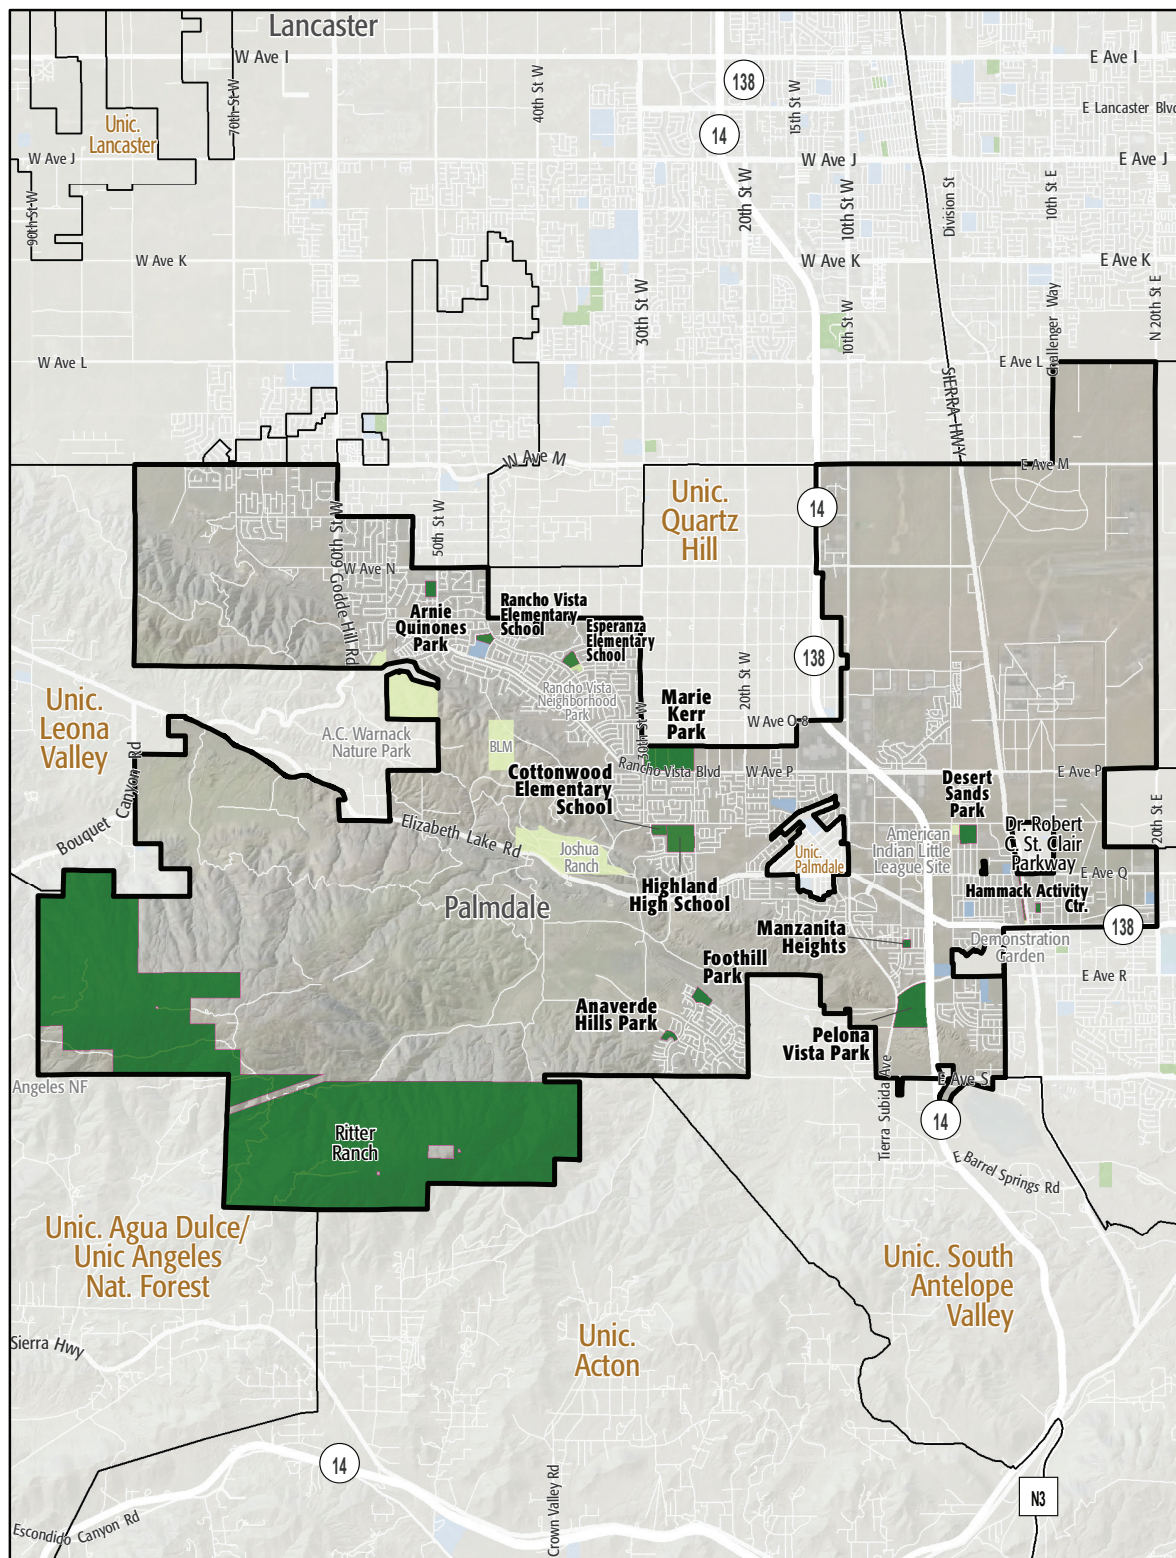 Lancaster
W Ave I
E Ave I
138
70th St W
40th St W
15th St W
E Lancaster Blvd
Unic.
Lancaster
14
W Ave J
W Ave J
E Ave J
90th St W
20th St W
10th St W
Division St
10th St E
W Ave K
W Ave K
E Ave K
30th St W
10th St W
Challenger Way
N 20th St E
W Ave L
E Ave L
SIERRA HWY
W Ave M
E Ave M
Unic.
Quartz
Hill
14
60th St W
50th St W
W Ave N
Godde Hill Rd
Arnie
Quinones
Park
Rancho Vista
Elementary
School
Esperanza
Elementary
School
138
20th St W
Unic.
Leona
Valley
Rancho Vista
Neighborhood
Park
Marie
Kerr
Park
30th St W
W Ave O-8
A.C. Warnack
Nature Park
BLM
Bouquet Canyon Rd
Rancho Vista Blvd
W Ave P
E Ave P
Cottonwood
Elementary
School
Desert
Sands
Park
Elizabeth Lake Rd
Joshua
Ranch
Unic.
Palmdale
American
Indian Little
League Site
Dr. Robert
C. St. Clair
Parkway
20th St E
E Ave Q
Palmdale
Highland
High School
Hammack Activity
Ctr.
138
Manzanita
Heights
Demonstration
Garden
Foothill
Park
E Ave R
Anaverde
Hills Park
Pelona
Vista Park
Angeles NF
E Ave S
Tierra Subida Ave
14
Ritter
Ranch
E Barrel Springs Rd
Unic. Agua Dulce/
Unic Angeles
Nat. Forest
Unic. South
Antelope
Valley
Sierra Hwy
Unic.
Acton
14
Crown Valley Rd
N3
Escondido Canyon Rd